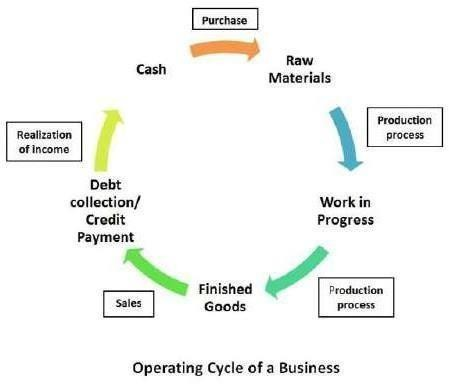 Purchase
Cash
Raw
Materials
Production
process
Work in
Progress
Production
process
Finished
Goods
Sales
Debt
collection/
Credit
Payment
Realization
of income
Operating Cycle of a Business